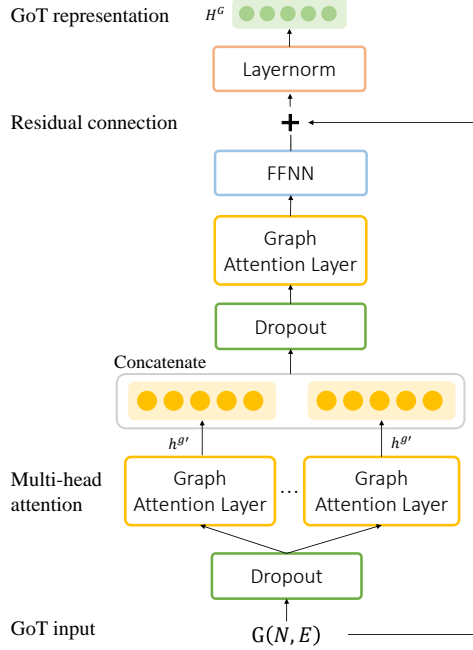 GoT representation
H^G
Layernorm
Residual connection
+
FFNN
Graph
Attention Layer
Dropout
Concatenate
h^{g'}
h^{g'}
Multi-head
attention
Graph
Attention Layer
...
Graph
Attention Layer
Dropout
GoT input
G(N, E)